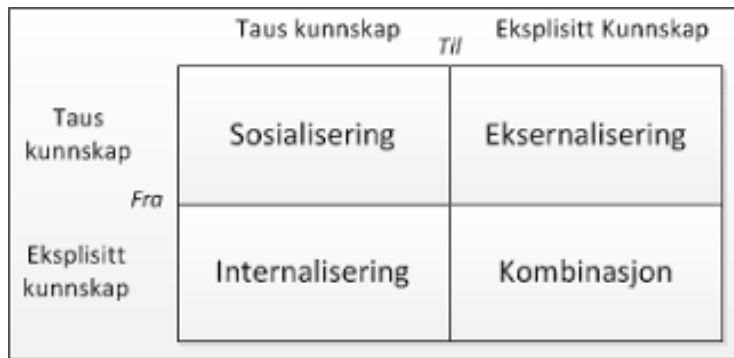 Taus kunnskap Til Eksplisitt Kunnskap
Taus
kunnskap
Sosialisering Eksernalisering
Fra
Eksplisitt
kunnskap
Internalisering Kombinasjon